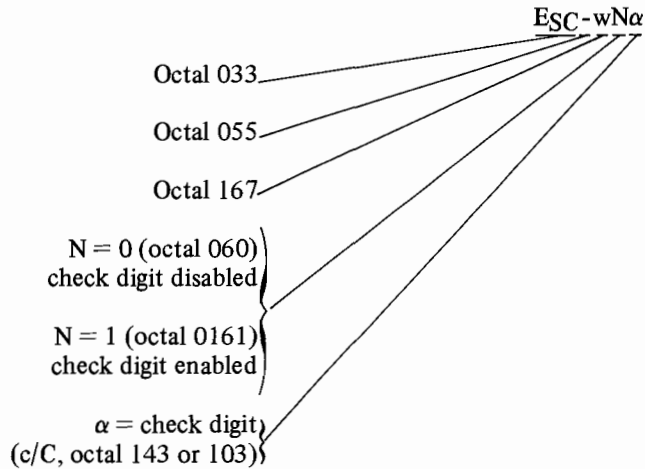 ESC-wNα
Octal 033
Octal 055
Octal 167
N = 0 (octal 060)
check digit disabled
N = 1 (octal 0161)
check digit enabled
α = check digit
(c/C, octal 143 or 103)